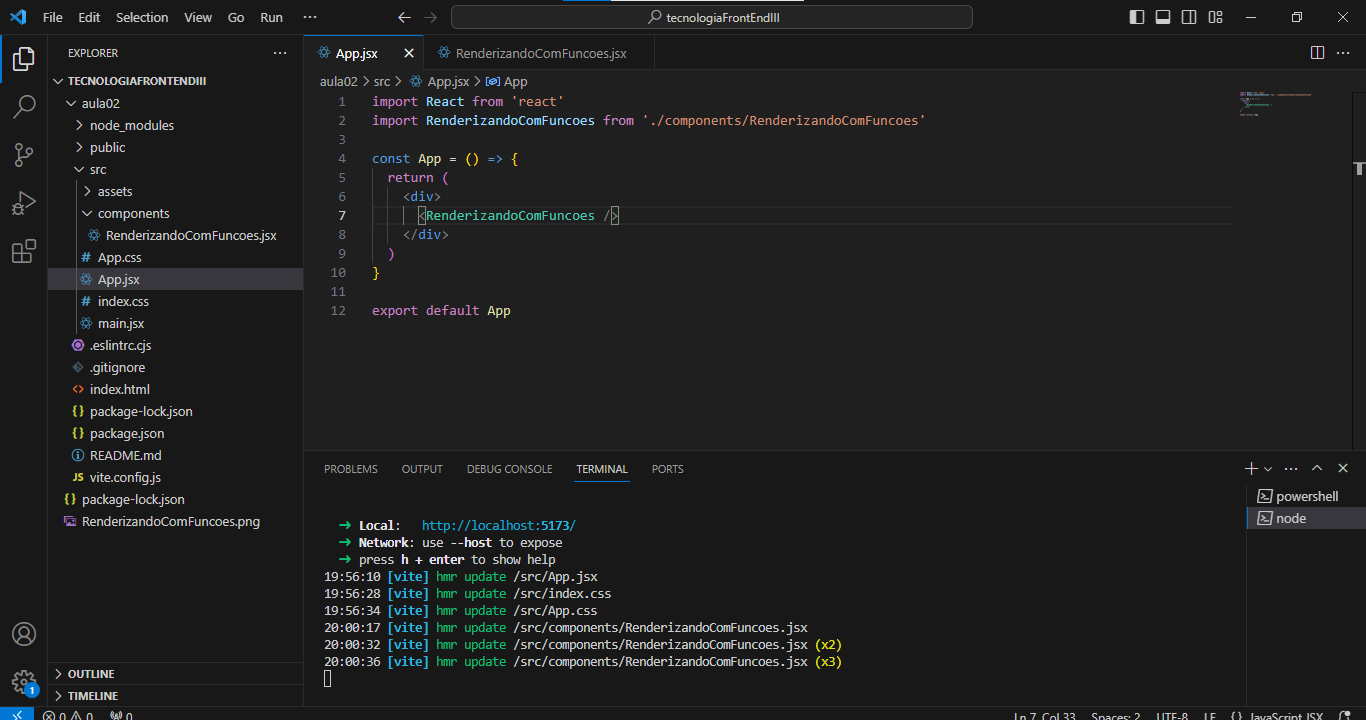 File Edit Selection View Go Run ··· tecnologiaFrontEndIII
EXPLORER ···
TECNOLOGIAFRONTENDIII
aula02
node_modules
public
src
assets
components
RenderizandoComFuncoes.jsx
# App.css
App.jsx
# index.css
main.jsx
.eslintrc.cjs
.gitignore
<> index.html
{} package-lock.json
{} package.json
README.md
JS vite.config.js
{} package-lock.json
RenderizandoComFuncoes.png
OUTLINE
TIMELINE
1
App.jsx RenderizandoComFuncoes.jsx
aula02 > src > App.jsx > App
1 import React from 'react'
2 import RenderizandoComFuncoes from './components/RenderizandoComFuncoes'
3
4 const App = () => {
5 return (
6 <div>
7 <RenderizandoComFuncoes />
8 </div>
9 )
10 }
11
12 export default App
PROBLEMS OUTPUT DEBUG CONSOLE TERMINAL PORTS
powershell
node
➜ Local: http://localhost:5173/
➜ Network: use --host to expose
➜ press h + enter to show help
19:56:10 [vite] hmr update /src/App.jsx
19:56:28 [vite] hmr update /src/index.css
19:56:34 [vite] hmr update /src/App.css
20:00:17 [vite] hmr update /src/components/RenderizandoComFuncoes.jsx
20:00:32 [vite] hmr update /src/components/RenderizandoComFuncoes.jsx (x2)
20:00:36 [vite] hmr update /src/components/RenderizandoComFuncoes.jsx (x3)
0 0 0 Ln 7, Col 33 Spaces: 2 UTF-8 LF {} JavaScript JSX